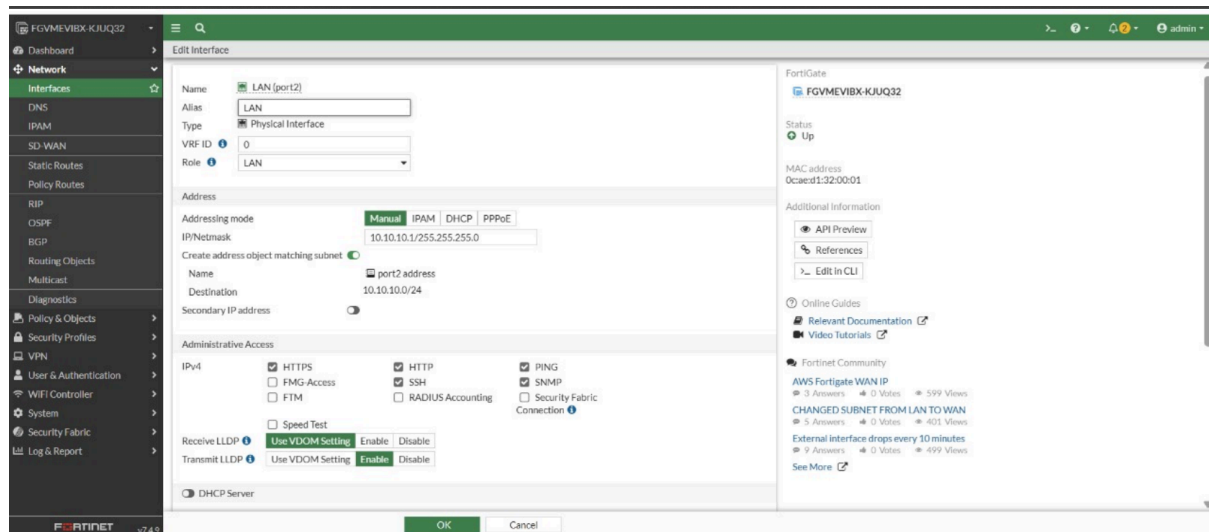 FGVMEVIBX-KJUQ32
admin
Dashboard
Network
Interfaces
DNS
IPAM
SD-WAN
Static Routes
Policy Routes
RIP
OSPF
BGP
Routing Objects
Multicast
Diagnostics
Policy & Objects
Security Profiles
VPN
User & Authentication
WiFi Controller
System
Security Fabric
Log & Report
FORTINET v7.4.9
Edit Interface
Name LAN (port2)
Alias LAN
Type Physical Interface
VRF ID 0
Role LAN
Address
Addressing mode Manual IPAM DHCP PPPoE
IP/Netmask 10.10.10.1/255.255.255.0
Create address object matching subnet
Name port2 address
Destination 10.10.10.0/24
Secondary IP address
Administrative Access
IPv4 HTTPS HTTP PING
FMG-Access SSH SNMP
FTM RADIUS Accounting Security Fabric
Connection
Speed Test
Receive LLDP Use VDOM Setting Enable Disable
Transmit LLDP Use VDOM Setting Enable Disable
DHCP Server
OK Cancel
FortiGate
FGVMEVIBX-KJUQ32
Status
Up
MAC address
0c:ae:d1:32:00:01
Additional Information
API Preview
References
>_ Edit in CLI
Online Guides
Relevant Documentation
Video Tutorials
Fortinet Community
AWS Fortigate WAN IP
3 Answers 0 Votes 599 Views
CHANGED SUBNET FROM LAN TO WAN
5 Answers 0 Votes 401 Views
External interface drops every 10 minutes
9 Answers 0 Votes 499 Views
See More